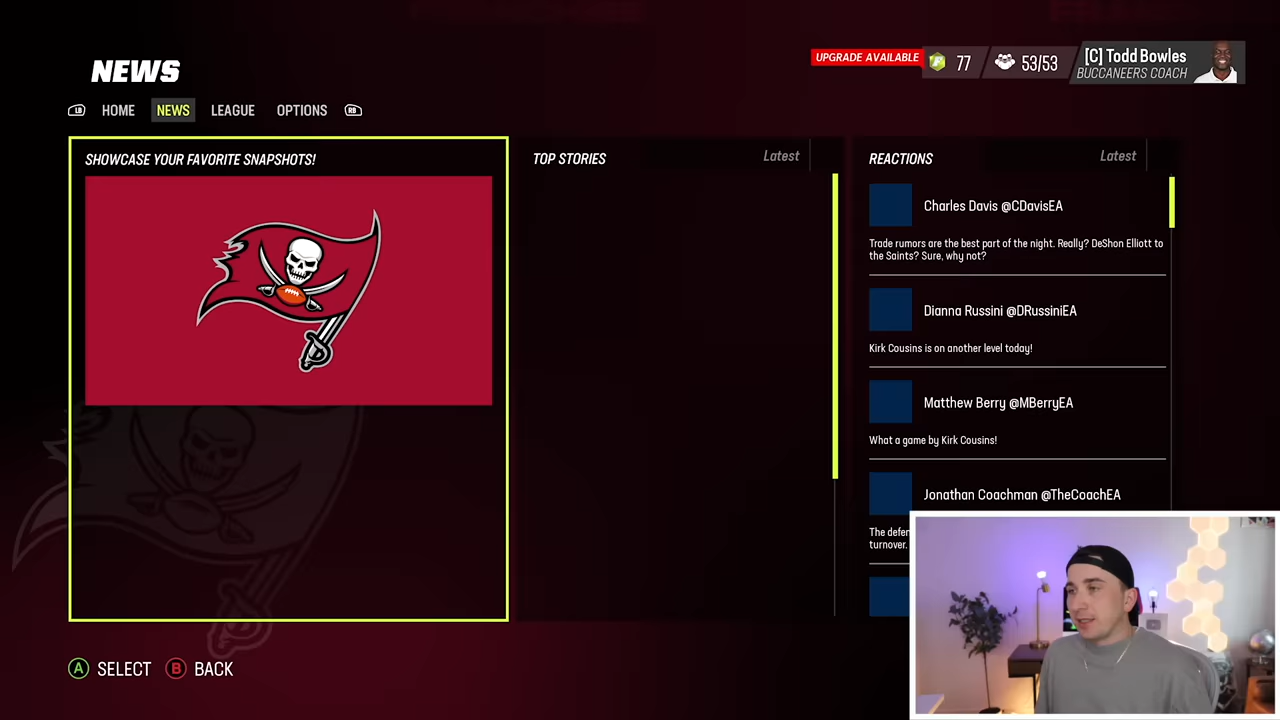 NEWS
UPGRADE AVAILABLE
77
53/53
[C] Todd Bowles
BUCCANEERS COACH
LB
HOME
NEWS
LEAGUE
OPTIONS
RB
SHOWCASE YOUR FAVORITE SNAPSHOTS!
TOP STORIES
Latest
REACTIONS
Latest
Charles Davis @CDavisEA
Trade rumors are the best part of the night. Really? DeShon Elliott to
the Saints? Sure, why not?
Dianna Russini @DRussiniEA
Kirk Cousins is on another level today!
Matthew Berry @MBerryEA
What a game by Kirk Cousins!
Jonathan Coachman @TheCoachEA
The defen
turnover.
A SELECT
B BACK